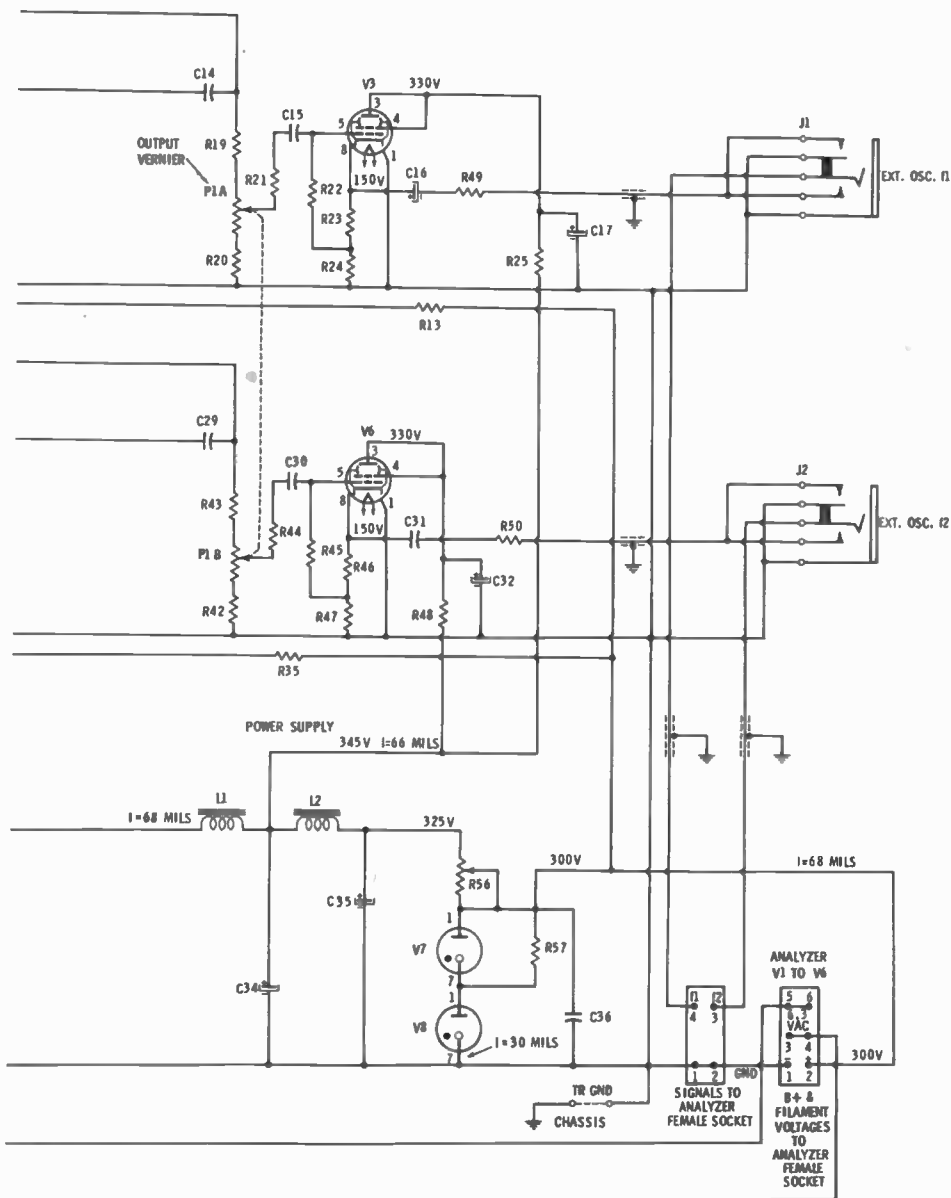 C14
V3
330V
3
4
5
8
1
C15
OUTPUT
VERNIER
P1A
R19
R21
R22
150V
C16
R49
R23
R24
R20
R25
C17
J1
EXT. OSC. f1
R13
C29
V6
330V
3
4
5
8
1
C30
R43
R44
P1B
R45
150V
C31
R50
R46
R47
R42
R48
C32
J2
EXT. OSC. f2
R35
POWER SUPPLY
345V I=66 MILS
L1
L2
I=68 MILS
325V
R56
300V
I=68 MILS
C35
1
V7
7
R57
C34
1
V8
7
C36
I=30 MILS
ANALYZER
V1 TO V6
f1
f2
4
3
1
2
5
6
6.3
VAC
3
4
-
+
1
2
GND
300V
TR GND
CHASSIS
SIGNALS TO
ANALYZER
FEMALE SOCKET
B+ &
FILAMENT
VOLTAGES
TO
ANALYZER
FEMALE
SOCKET